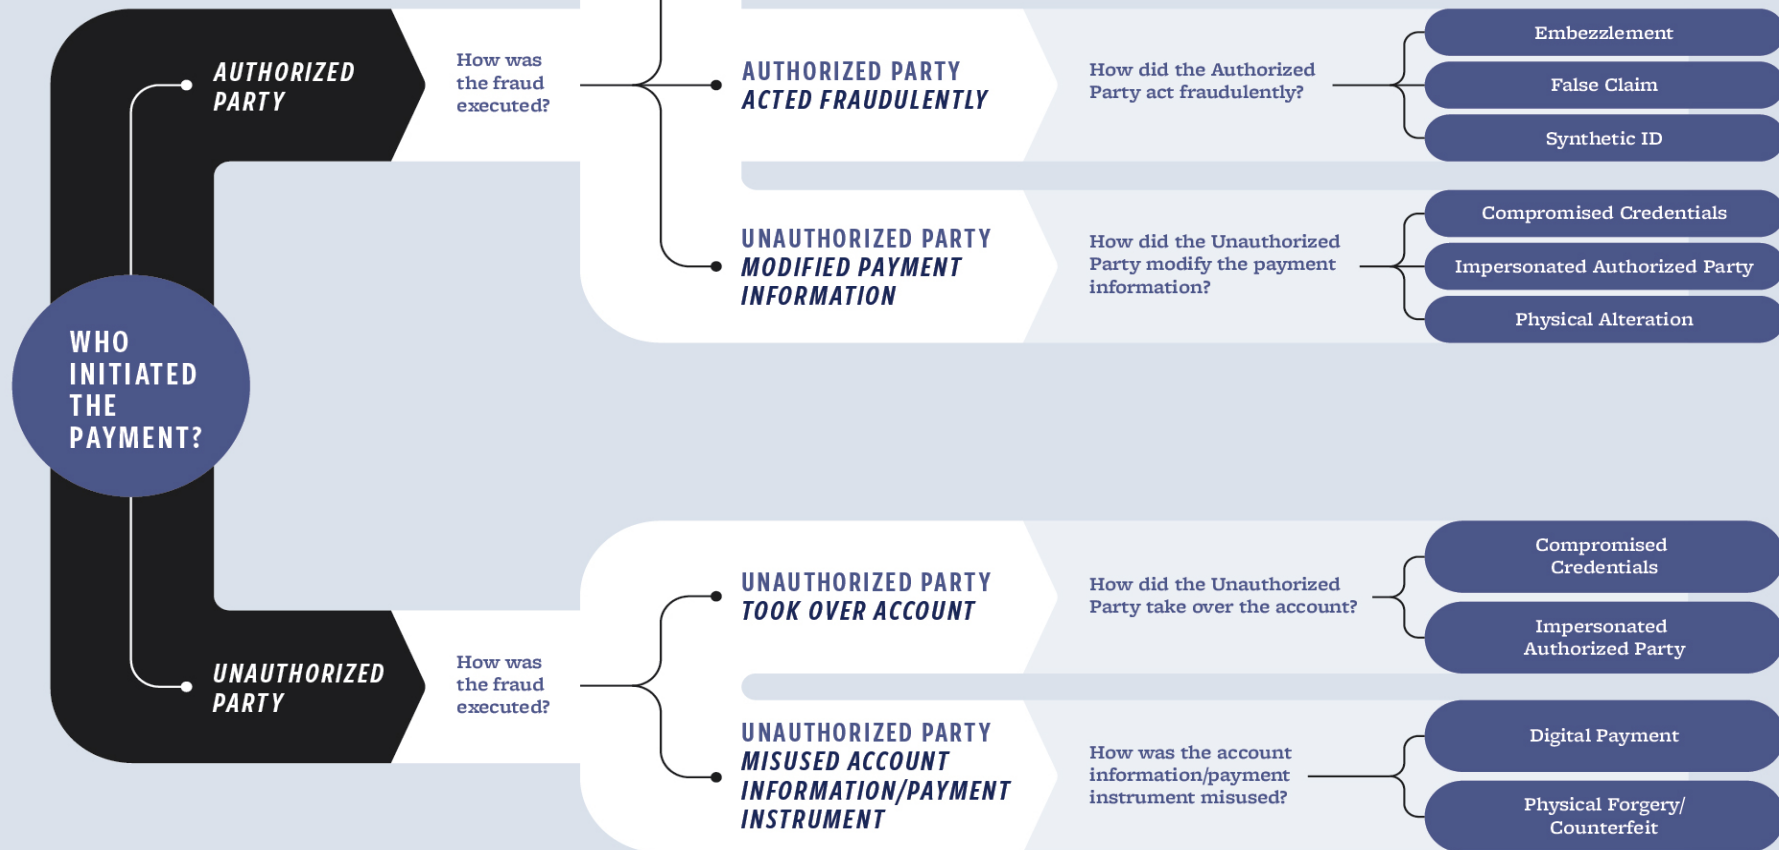 WHO
INITIATED
THE
PAYMENT?
AUTHORIZED
PARTY
How was
the fraud
executed?
AUTHORIZED PARTY
ACTED FRAUDULENTLY
How did the Authorized
Party act fraudulently?
Embezzlement
False Claim
Synthetic ID
UNAUTHORIZED PARTY
MODIFIED PAYMENT
INFORMATION
How did the Unauthorized
Party modify the payment
information?
Compromised Credentials
Impersonated Authorized Party
Physical Alteration
UNAUTHORIZED
PARTY
How was
the fraud
executed?
UNAUTHORIZED PARTY
TOOK OVER ACCOUNT
How did the Unauthorized
Party take over the account?
Compromised
Credentials
Impersonated
Authorized Party
UNAUTHORIZED PARTY
MISUSED ACCOUNT
INFORMATION/PAYMENT
INSTRUMENT
How was the account
information/payment
instrument misused?
Digital Payment
Physical Forgery/
Counterfeit